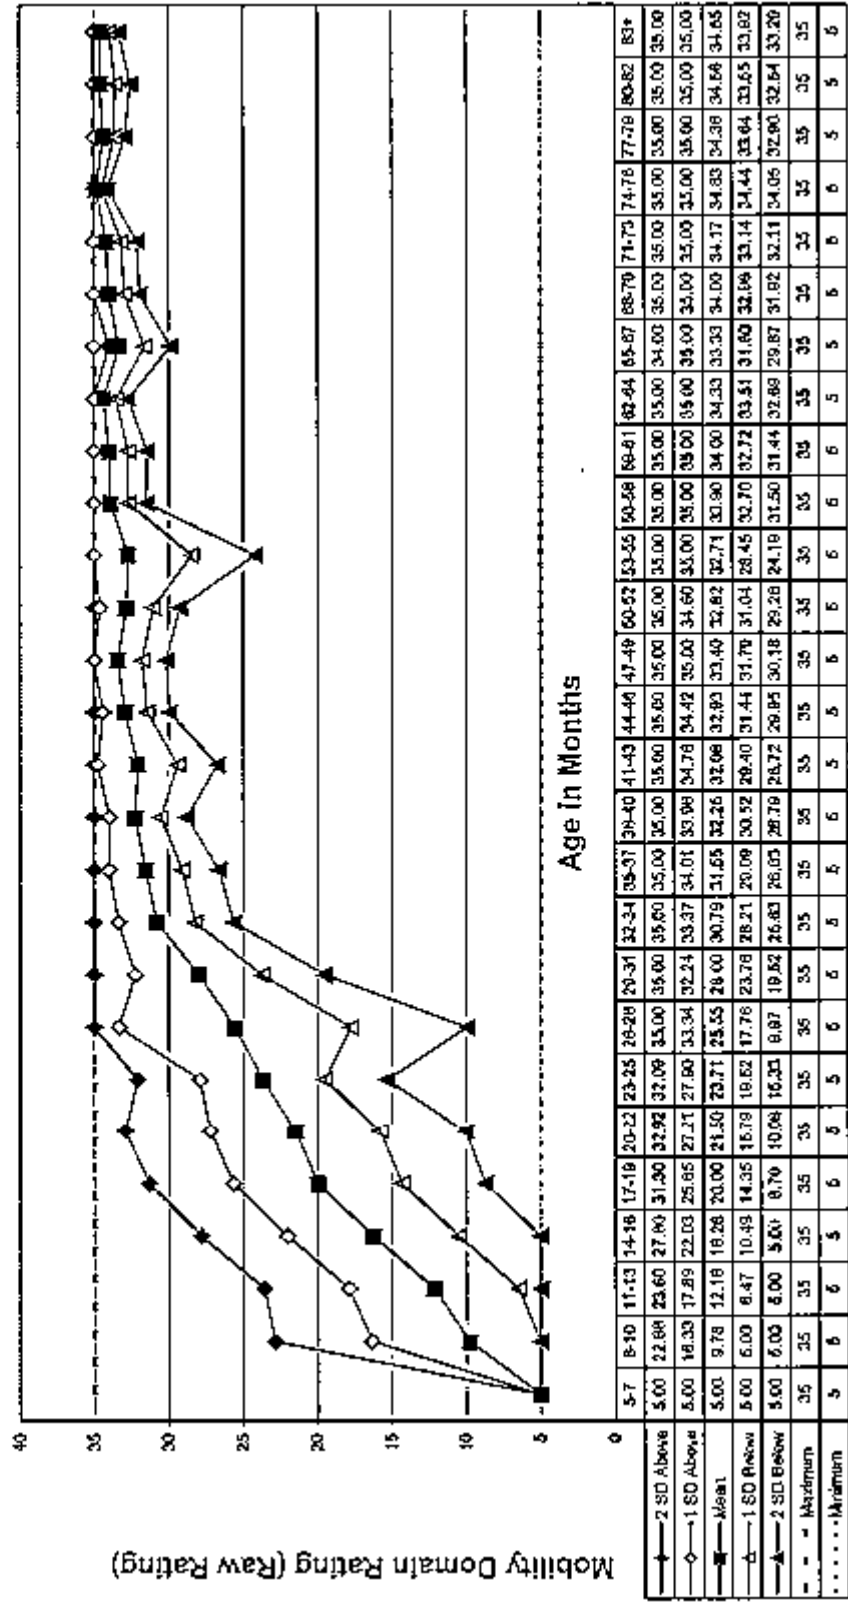 Mobility Domain Rating (Raw Rating)
40
35
30
25
20
15
10
5
0
Age in Months
5-7 8-10 11-13 14-16 17-19 20-22 23-25 26-28 29-31 32-34 35-37 38-40 41-43 44-46 47-49 50-52 53-55 56-58 59-61 62-64 65-67 68-70 71-73 74-76 77-79 80-82 83+
2 SD Above 5.00 22.88 23.60 27.80 31.30 32.92 32.09 35.00 35.00 35.00 35.00 35.00 35.00 35.00 35.00 35.00 35.00 35.00 35.00 35.00 34.00 35.00 35.00 35.00 35.00 35.00 35.00
1 SD Above 5.00 16.33 17.89 22.03 25.65 27.21 27.90 33.34 32.24 33.37 34.01 33.98 34.76 34.42 35.00 34.60 35.00 35.00 35.00 35.00 35.00 35.00 35.00 35.00 35.00 35.00 35.00
Mean 5.00 9.78 12.18 16.26 20.00 21.50 23.71 25.55 28.00 30.79 31.55 32.25 32.08 32.93 33.40 32.82 32.71 33.90 34.00 34.33 33.33 34.00 34.17 34.83 34.36 34.66 34.65
1 SD Below 5.00 5.00 6.47 10.49 14.35 15.79 19.52 17.76 23.76 28.21 29.09 30.52 29.40 31.44 31.79 31.04 28.45 32.70 32.72 33.51 31.60 32.96 33.14 34.44 33.64 33.65 33.92
2 SD Below 5.00 5.00 5.00 5.00 8.70 10.08 15.33 9.97 19.52 25.63 26.63 28.79 26.72 29.95 30.18 29.26 24.19 31.50 31.44 32.69 29.87 31.92 32.11 34.05 32.90 32.64 33.29
Maximum 35 35 35 35 35 35 35 35 35 35 35 35 35 35 35 35 35 35 35 35 35 35 35 35 35 35 35
Minimum 5 5 5 5 5 5 5 5 5 5 5 5 5 5 5 5 5 5 5 5 5 5 5 5 5 5 5